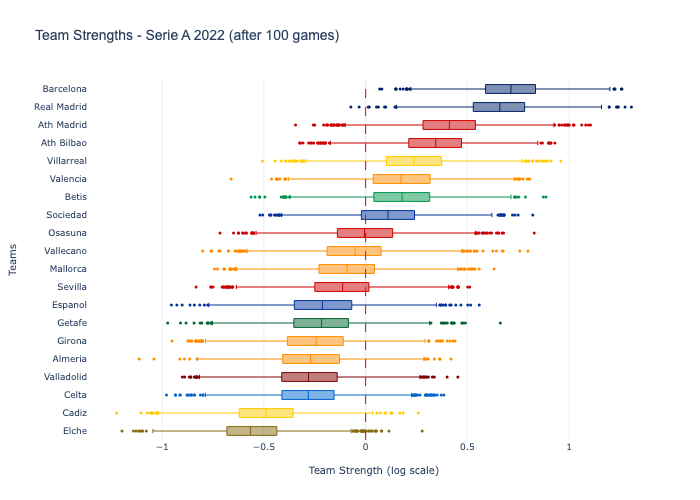 Team Strengths - Serie A 2022 (after 100 games)
Barcelona
Real Madrid
Ath Madrid
Ath Bilbao
Villarreal
Valencia
Betis
Sociedad
Osasuna
Vallecano
Mallorca
Sevilla
Espanol
Getafe
Girona
Almeria
Valladolid
Celta
Cadiz
Elche
Teams
−1 −0.5 0 0.5 1
Team Strength (log scale)